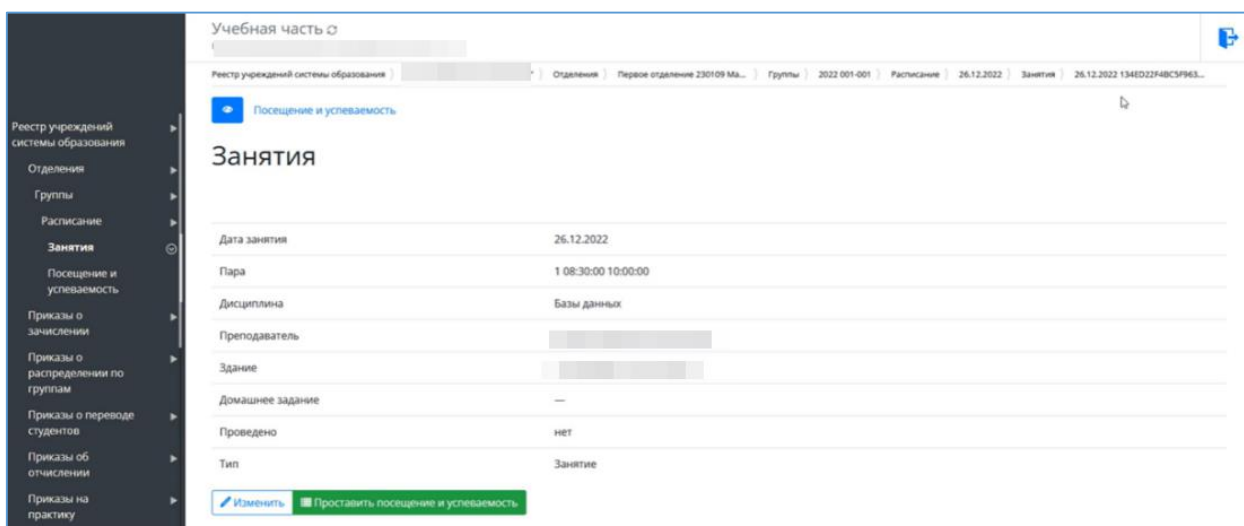 Учебная часть
Реестр учреждений системы образования
Отделения
Первое отделение 230109 Ма...
Группы
2022 001-001
Расписание
26.12.2022
Занятия
26.12.2022 134ED22F4BC5F963...
Посещение и успеваемость
Занятия
Реестр учреждений
системы образования
Отделения
Группы
Расписание
Занятия
Посещение и
успеваемость
Приказы о
зачислении
Приказы о
распределении по
группам
Приказы о переводе
студентов
Приказы об
отчислении
Приказы на
практику
Дата занятия 26.12.2022
Пара 1 08:30:00 10:00:00
Дисциплина Базы данных
Преподаватель
Здание
Домашнее задание —
Проведено нет
Тип Занятие
Изменить Проставить посещение и успеваемость